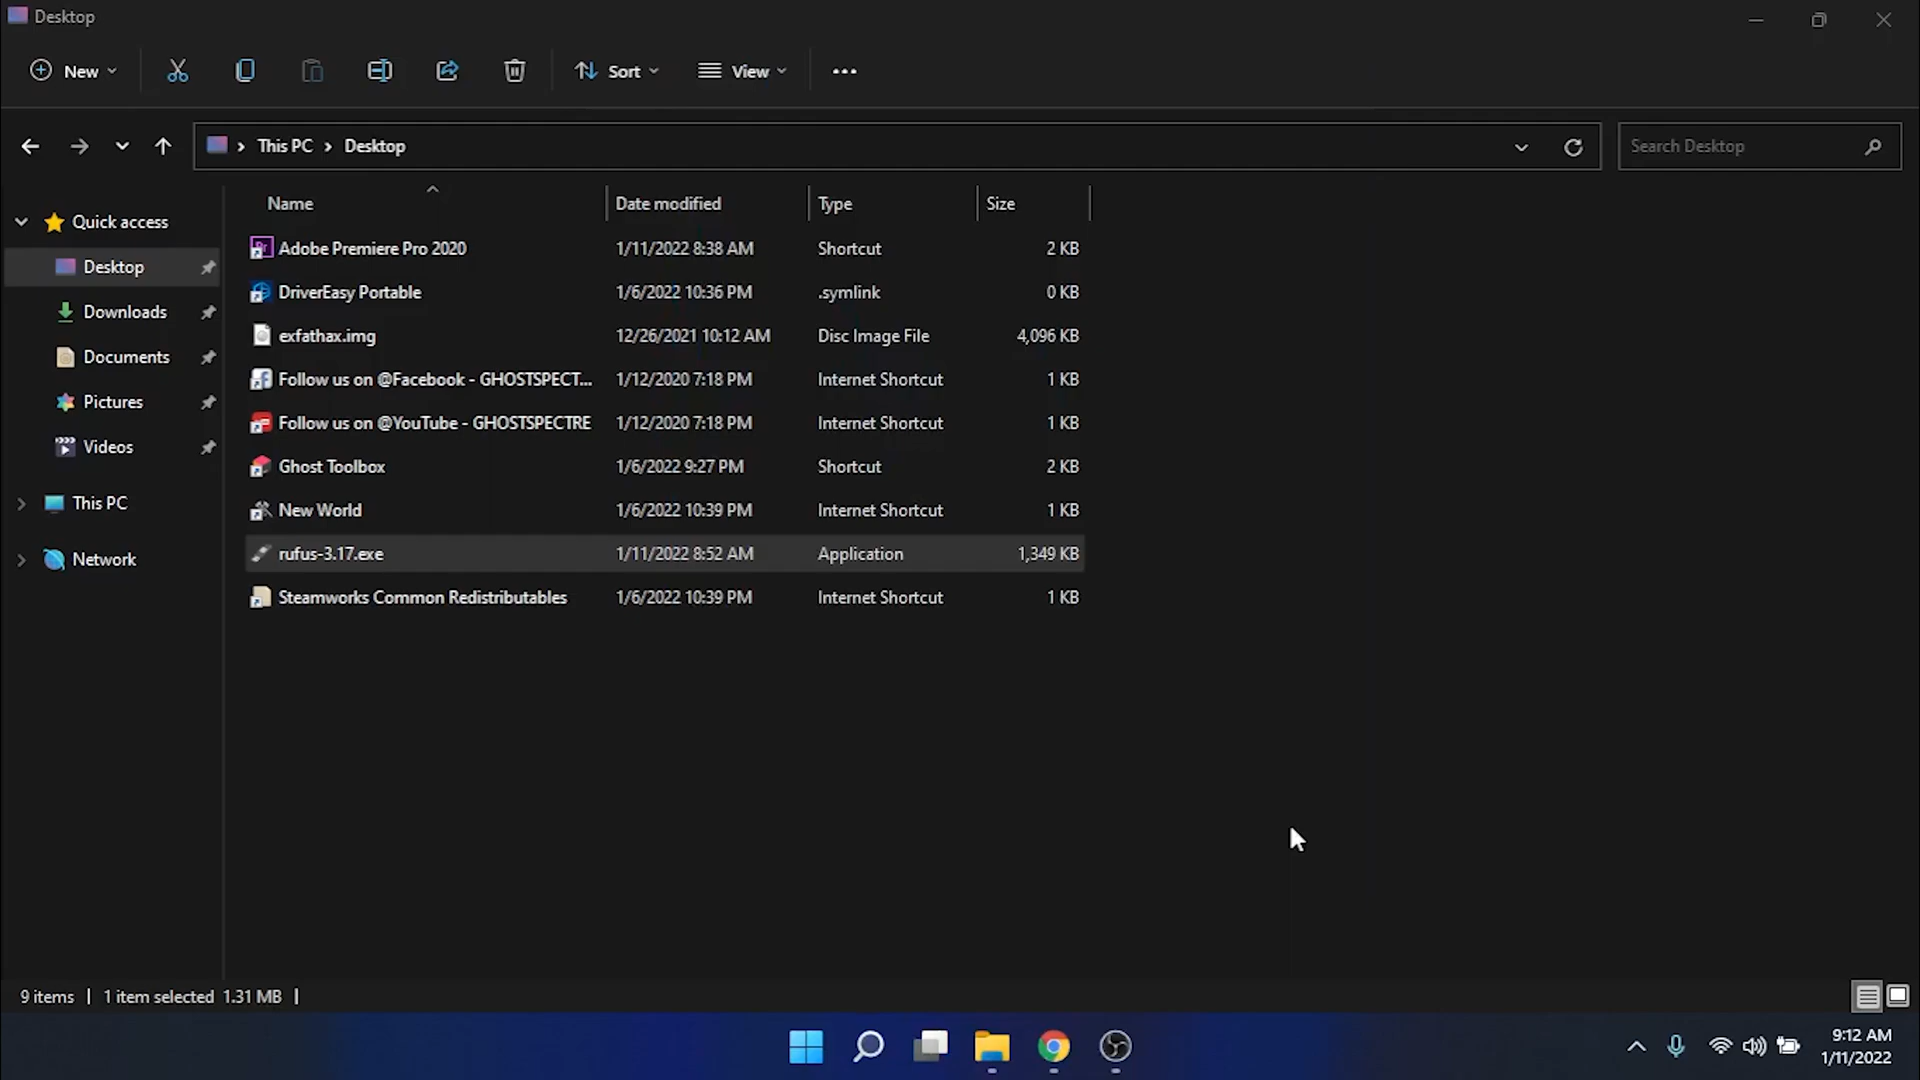 Desktop
New
Sort
View
This PC
Desktop
Search Desktop
Name Date modified Type Size
Quick access
Desktop
Downloads
Documents
Pictures
Videos
This PC
Network
Adobe Premiere Pro 2020 1/11/2022 8:38 AM Shortcut 2 KB
DriverEasy Portable 1/6/2022 10:36 PM .symlink 0 KB
exfathax.img 12/26/2021 10:12 AM Disc Image File 4,096 KB
Follow us on @Facebook - GHOSTSPECT... 1/12/2020 7:18 PM Internet Shortcut 1 KB
Follow us on @YouTube - GHOSTSPECTRE 1/12/2020 7:18 PM Internet Shortcut 1 KB
Ghost Toolbox 1/6/2022 9:27 PM Shortcut 2 KB
New World 1/6/2022 10:39 PM Internet Shortcut 1 KB
rufus-3.17.exe 1/11/2022 8:52 AM Application 1,349 KB
Steamworks Common Redistributables 1/6/2022 10:39 PM Internet Shortcut 1 KB
9 items 1 item selected 1.31 MB
9:12 AM
1/11/2022